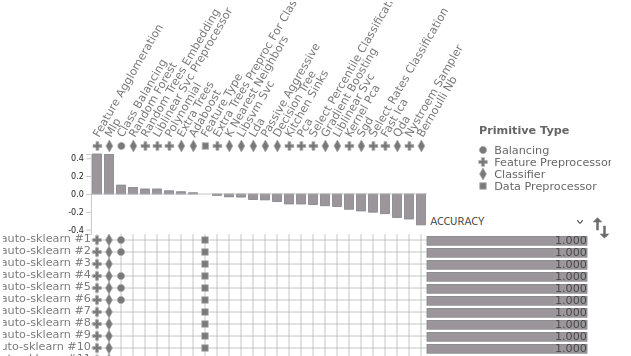 Feature Agglomeration
Mlp
Class Balancing
Random Forest
Random Trees Embedding
Liblinear Svc Preprocessor
Polynomial
Extra Trees
Adaboost
Feature Type
Extra Trees Preproc For Clas
K Nearest Neighbors
Libsvm Svc
Lda
Passive Aggressive
Decision Tree
Kitchen Sinks
Pca
Select Percentile Classificat
Gradient Boosting
Liblinear Svc
Kernel Pca
Sgd
Select Rates Classification
Fast Ica
Qda
Nystroem Sampler
Bernoulli Nb
0.4
0.2
0.0
-0.2
-0.4
Primitive Type
Balancing
Feature Preprocessor
Classifier
Data Preprocessor
ACCURACY
auto-sklearn #1 1.000
auto-sklearn #2 1.000
auto-sklearn #3 1.000
auto-sklearn #4 1.000
auto-sklearn #5 1.000
auto-sklearn #6 1.000
auto-sklearn #7 1.000
auto-sklearn #8 1.000
auto-sklearn #9 1.000
uto-sklearn #10 1.000